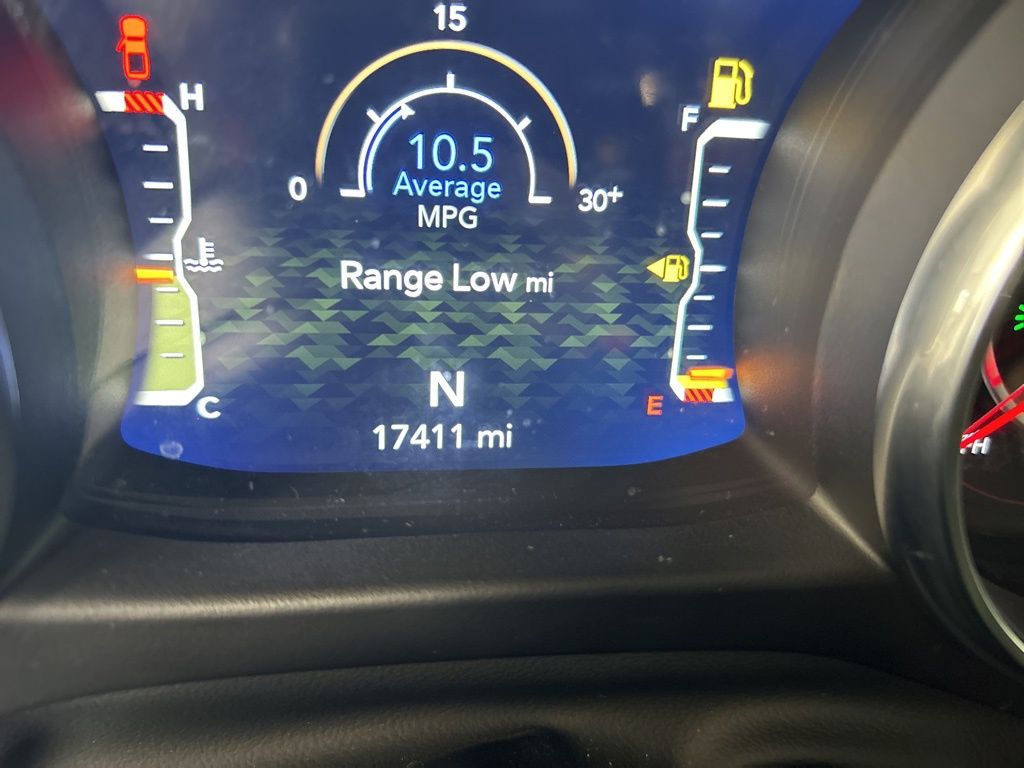 15
H
F
10.5
0
Average
30+
MPG
Range Low mi
N
C
E
17411 mi